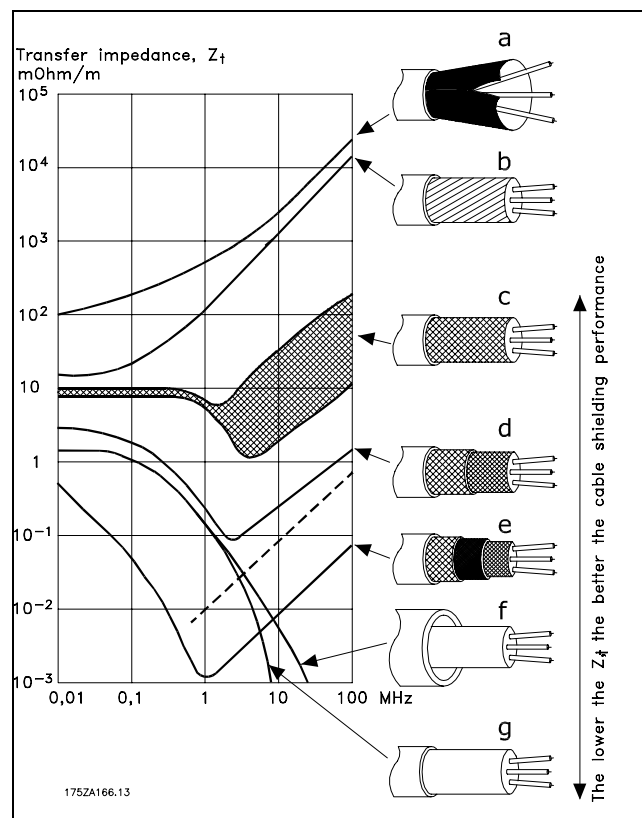 Transfer impedance, Zt
mOhm/m
10⁵
10⁴
10³
10²
10
1
10⁻¹
10⁻²
10⁻³
0,01
0,1
1
10
100
MHz
a
b
c
d
e
f
g
The lower the Zt the better the cable shielding performance
175ZA166.13